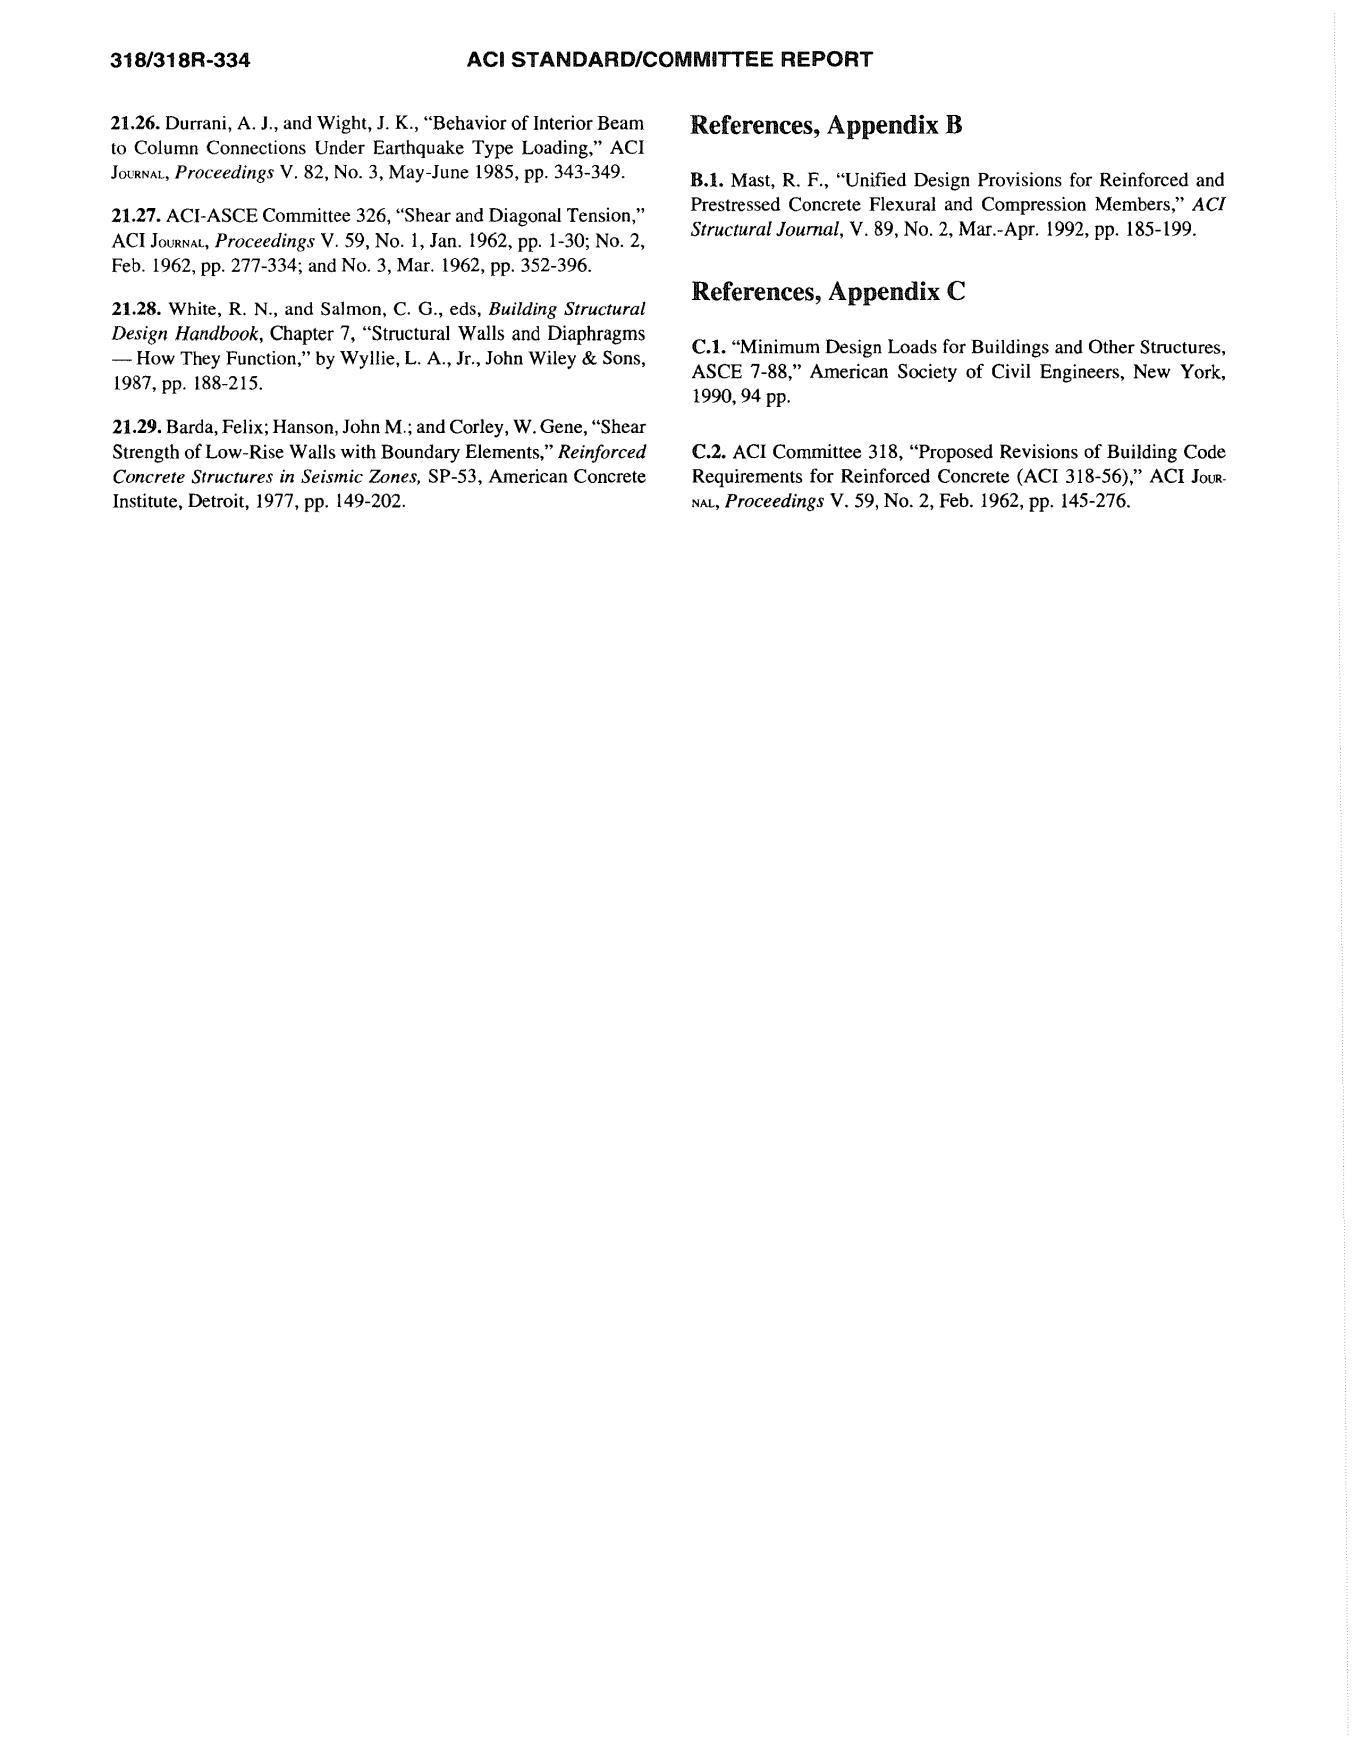 318/318R-334
ACI STANDARD/COMMITTEE REPORT
21.26. Durrani, A. J., and Wight, J. K., “Behavior of Interior Beam
to Column Connections Under Earthquake Type Loading,” ACI
JOURNAL, Proceedings V. 82, No. 3, May-June 1985, pp. 343-349.
21.27. ACI-ASCE Committee 326, “Shear and Diagonal Tension,”
ACI JOURNAL, Proceedings V. 59, No. 1, Jan. 1962, pp. 1-30; No. 2,
Feb. 1962, pp. 277-334; and No. 3, Mar. 1962, pp. 352-396.
21.28. White, R. N., and Salmon, C. G., eds, Building Structural
Design Handbook, Chapter 7, “Structural Walls and Diaphragms
— How They Function,” by Wyllie, L. A., Jr., John Wiley & Sons,
1987, pp. 188-215.
21.29. Barda, Felix; Hanson, John M.; and Corley, W. Gene, “Shear
Strength of Low-Rise Walls with Boundary Elements,” Reinforced
Concrete Structures in Seismic Zones, SP-53, American Concrete
Institute, Detroit, 1977, pp. 149-202.
References, Appendix B
B.1. Mast, R. F., “Unified Design Provisions for Reinforced and
Prestressed Concrete Flexural and Compression Members,” ACI
Structural Journal, V. 89, No. 2, Mar.-Apr. 1992, pp. 185-199.
References, Appendix C
C.1. “Minimum Design Loads for Buildings and Other Structures,
ASCE 7-88,” American Society of Civil Engineers, New York,
1990, 94 pp.
C.2. ACI Committee 318, “Proposed Revisions of Building Code
Requirements for Reinforced Concrete (ACI 318-56),” ACI JOUR-
NAL, Proceedings V. 59, No. 2, Feb. 1962, pp. 145-276.